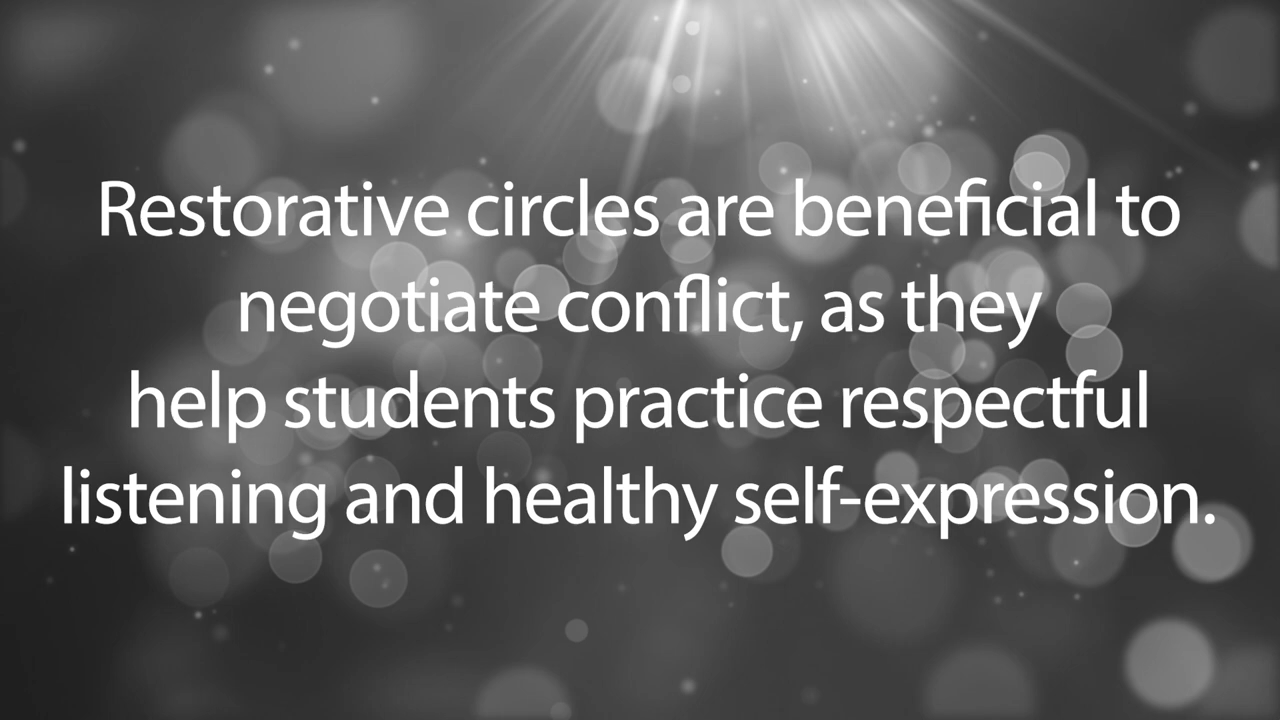 Restorative circles are beneficial to
negotiate conflict, as they
help students practice respectful
listening and healthy self-expression.